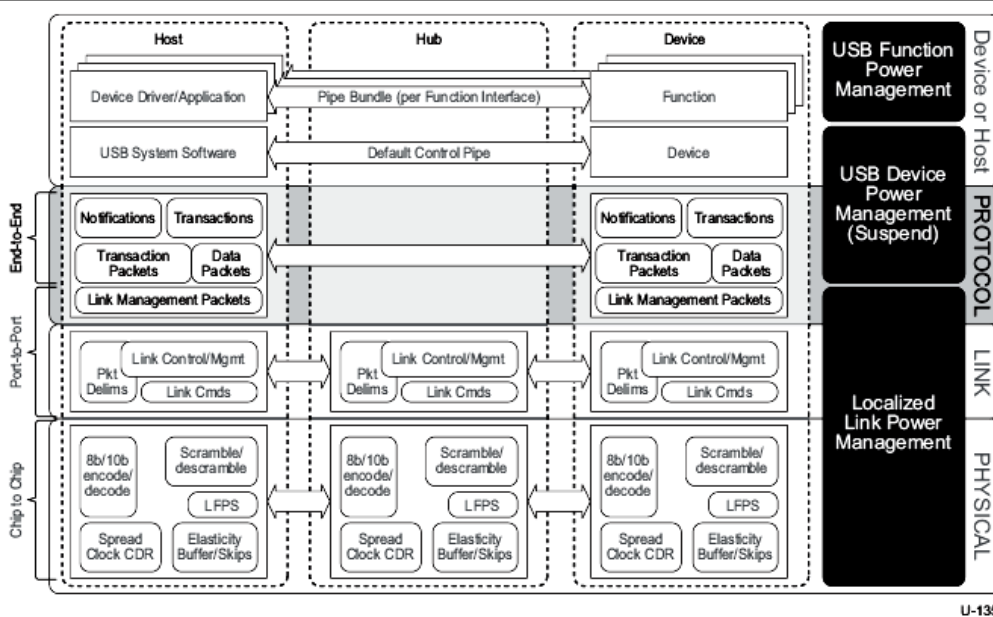 Host
Hub
Device
Device Driver/Application
Pipe Bundle (per Function Interface)
Function
USB System Software
Default Control Pipe
Device
USB Function
Power
Management
USB Device
Power
Management
(Suspend)
Localized
Link Power
Management
Device or Host
PROTOCOL
LINK
PHYSICAL
End-to-End
Port-to-Port
Chip to Chip
Notifications
Transactions
Transaction
Packets
Data
Packets
Link Management Packets
Notifications
Transactions
Transaction
Packets
Data
Packets
Link Management Packets
Pkt
Delims
Link Control/Mgmt
Link Cmds
Pkt
Delims
Link Control/Mgmt
Link Cmds
Pkt
Delims
Link Control/Mgmt
Link Cmds
8b/10b
encode/
decode
Scramble/
descramble
LFPS
Spread
Clock CDR
Elasticity
Buffer/Skips
8b/10b
encode/
decode
Scramble/
descramble
LFPS
Spread
Clock CDR
Elasticity
Buffer/Skips
8b/10b
encode/
decode
Scramble/
descramble
LFPS
Spread
Clock CDR
Elasticity
Buffer/Skips
U-135